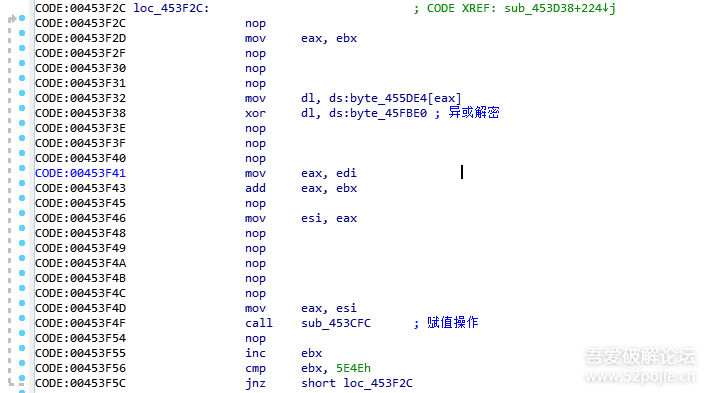 CODE:00453F2C loc_453F2C: ; CODE XREF: sub_453D38+224↓j
CODE:00453F2C nop
CODE:00453F2D mov eax, ebx
CODE:00453F2F nop
CODE:00453F30 nop
CODE:00453F31 nop
CODE:00453F32 mov dl, ds:byte_455DE4[eax]
CODE:00453F38 xor dl, ds:byte_45FBE0 ; 异或解密
CODE:00453F3E nop
CODE:00453F3F nop
CODE:00453F40 nop
CODE:00453F41 mov eax, edi
CODE:00453F43 add eax, ebx
CODE:00453F45 nop
CODE:00453F46 mov esi, eax
CODE:00453F48 nop
CODE:00453F49 nop
CODE:00453F4A nop
CODE:00453F4B nop
CODE:00453F4C nop
CODE:00453F4D mov eax, esi
CODE:00453F4F call sub_453CFC ; 赋值操作
CODE:00453F54 nop
CODE:00453F55 inc ebx
CODE:00453F56 cmp ebx, 5E4Eh
CODE:00453F5C jnz short loc_453F2C
吾爱破解论坛
www.52pojie.cn